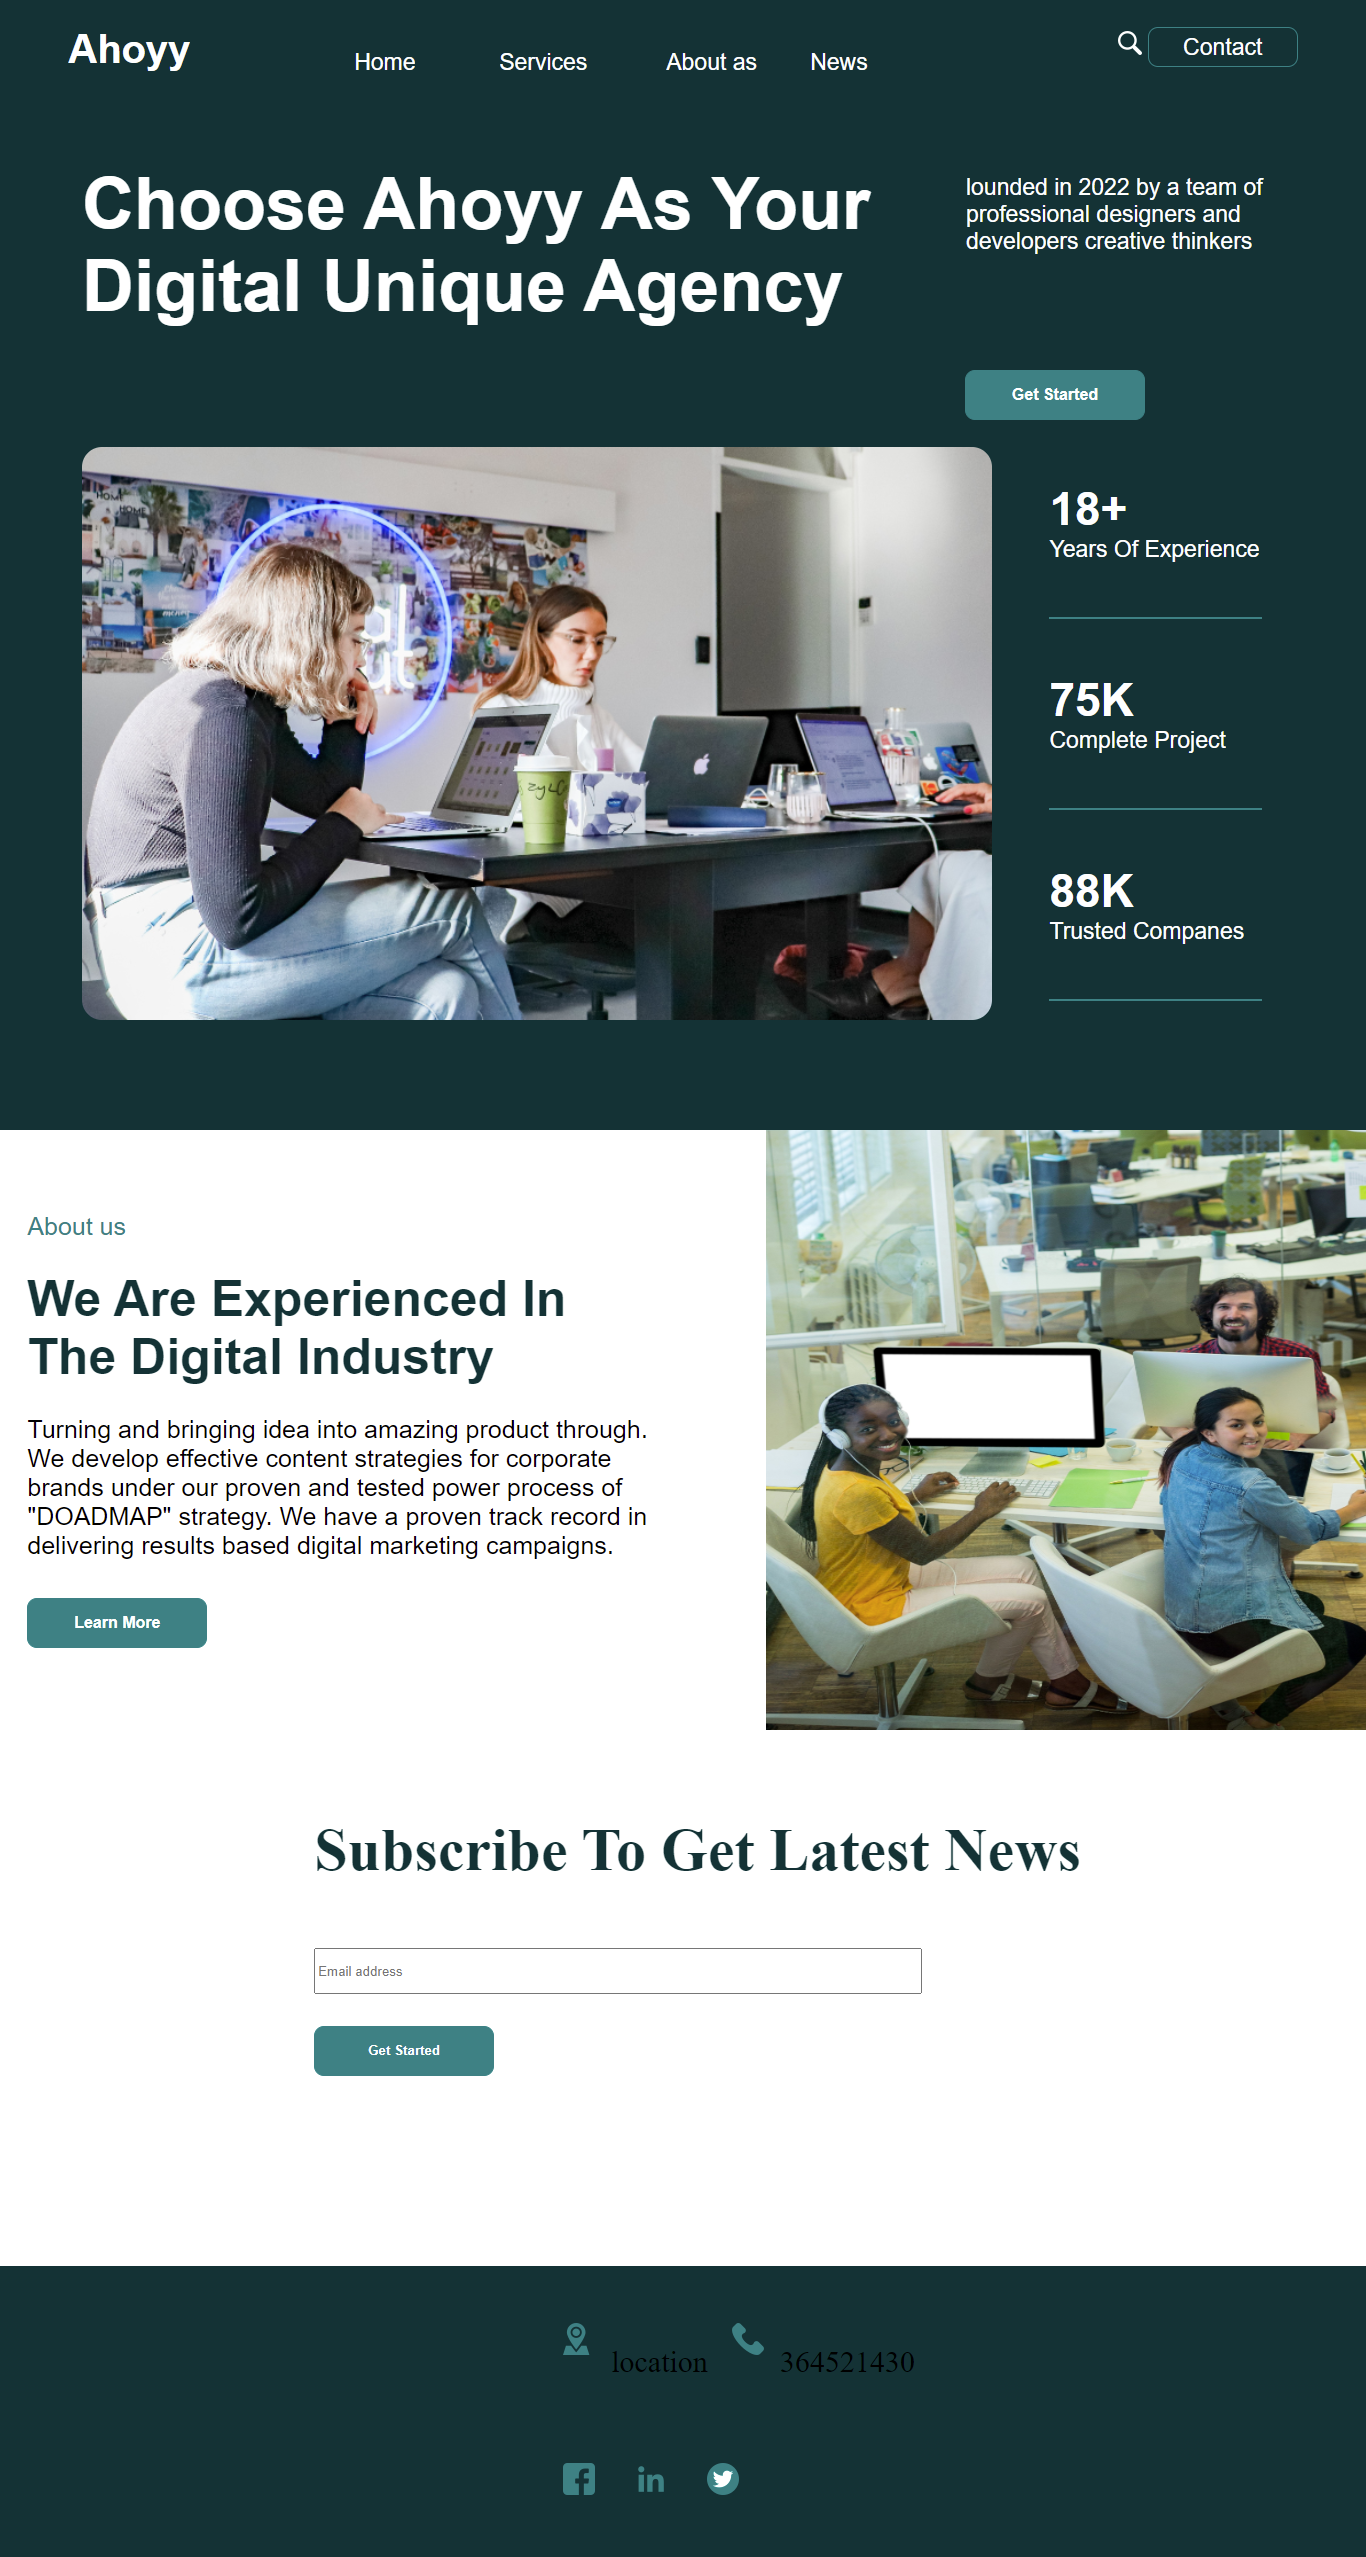 Ahoyy
Home Services About as News
Contact
Choose Ahoyy As Your
Digital Unique Agency
lounded in 2022 by a team of
professional designers and
developers creative thinkers
Get Started
HOME
HOME
18+
Years Of Experience
75K
Complete Project
88K
Trusted Companes
About us
We Are Experienced In
The Digital Industry
Turning and bringing idea into amazing product through.
We develop effective content strategies for corporate
brands under our proven and tested power process of
"DOADMAP" strategy. We have a proven track record in
delivering results based digital marketing campaigns.
Learn More
Subscribe To Get Latest News
Email address
Get Started
location 364521430